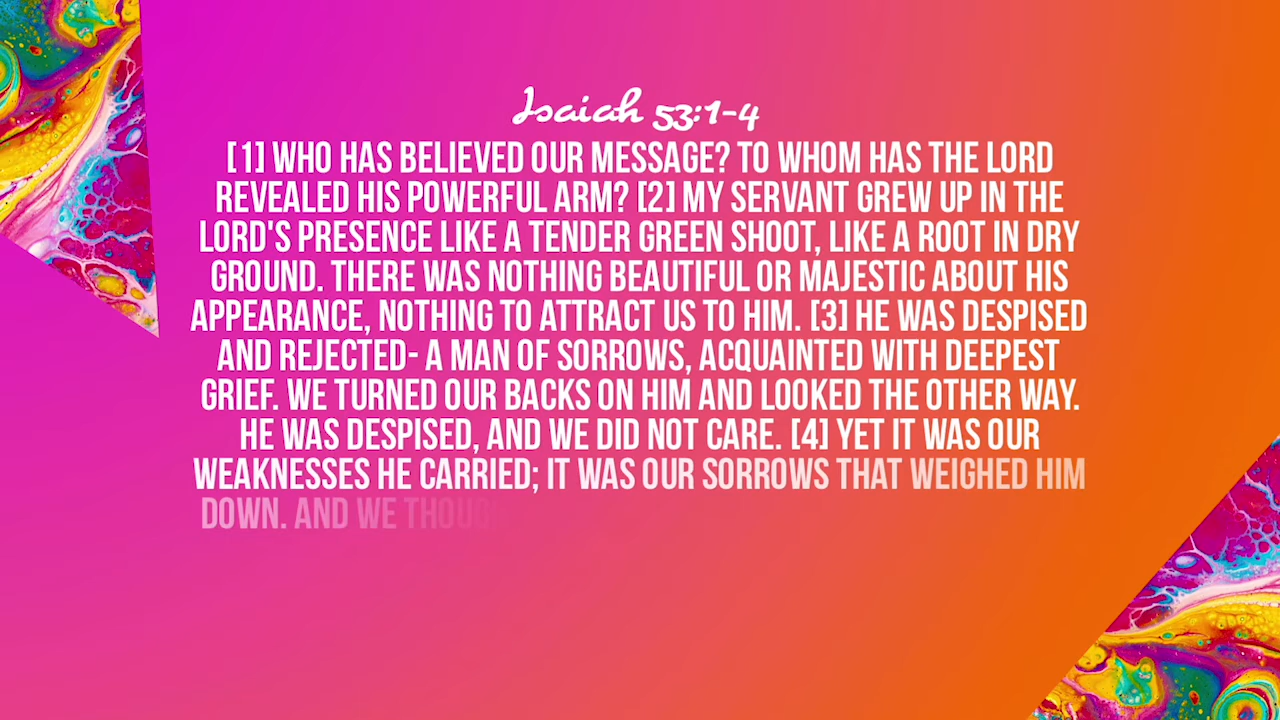 Isaiah 53:1-4
[1] WHO HAS BELIEVED OUR MESSAGE? TO WHOM HAS THE LORD
REVEALED HIS POWERFUL ARM? [2] MY SERVANT GREW UP IN THE
LORD'S PRESENCE LIKE A TENDER GREEN SHOOT, LIKE A ROOT IN DRY
GROUND. THERE WAS NOTHING BEAUTIFUL OR MAJESTIC ABOUT HIS
APPEARANCE, NOTHING TO ATTRACT US TO HIM. [3] HE WAS DESPISED
AND REJECTED- A MAN OF SORROWS, ACQUAINTED WITH DEEPEST
GRIEF. WE TURNED OUR BACKS ON HIM AND LOOKED THE OTHER WAY.
HE WAS DESPISED, AND WE DID NOT CARE. [4] YET IT WAS OUR
WEAKNESSES HE CARRIED; IT WAS OUR SORROWS THAT WEIGHED HIM
DOWN. AND WE